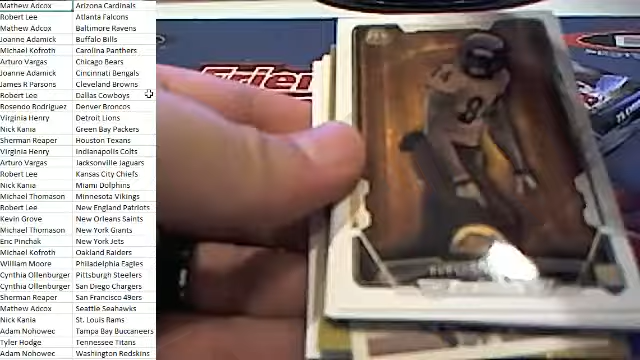 Mathew Adcox Arizona Cardinals
Robert Lee Atlanta Falcons
Mathew Adcox Baltimore Ravens
Joanne Adamick Buffalo Bills
Michael Kofroth Carolina Panthers
Arturo Vargas Chicago Bears
Joanne Adamick Cincinnati Bengals
James R Parsons Cleveland Browns
Robert Lee Dallas Cowboys
Rosendo Rodriguez Denver Broncos
Virginia Henry Detroit Lions
Nick Kania Green Bay Packers
Sherman Reaper Houston Texans
Virginia Henry Indianapolis Colts
Arturo Vargas Jacksonville Jaguars
Robert Lee Kansas City Chiefs
Nick Kania Miami Dolphins
Michael Thomason Minnesota Vikings
Robert Lee New England Patriots
Kevin Grove New Orleans Saints
Michael Thomason New York Giants
Eric Pinchak New York Jets
Michael Kofroth Oakland Raiders
William Moore Philadelphia Eagles
Cynthia Ollenburger Pittsburgh Steelers
Cynthia Ollenburger San Diego Chargers
Sherman Reaper San Francisco 49ers
Mathew Adcox Seattle Seahawks
Nick Kania St. Louis Rams
Adam Nohowec Tampa Bay Buccaneers
Tyler Hodge Tennessee Titans
Adam Nohowec Washington Redskins